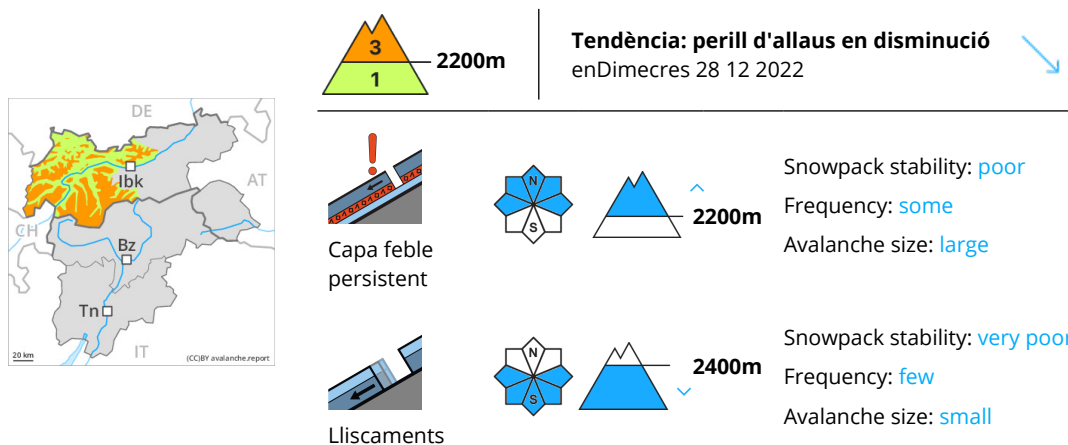 3
1
2200m
Tendència: perill d'allaus en disminució
enDimecres 28 12 2022
DE
AT
CH
IT
Ibk
Bz
Tn
20 km
(CC)BY avalanche.report
Capa feble
persistent
N
S
2200m
Snowpack stability: poor
Frequency: some
Avalanche size: large
Lliscaments
N
S
2400m
Snowpack stability: very poor
Frequency: few
Avalanche size: small